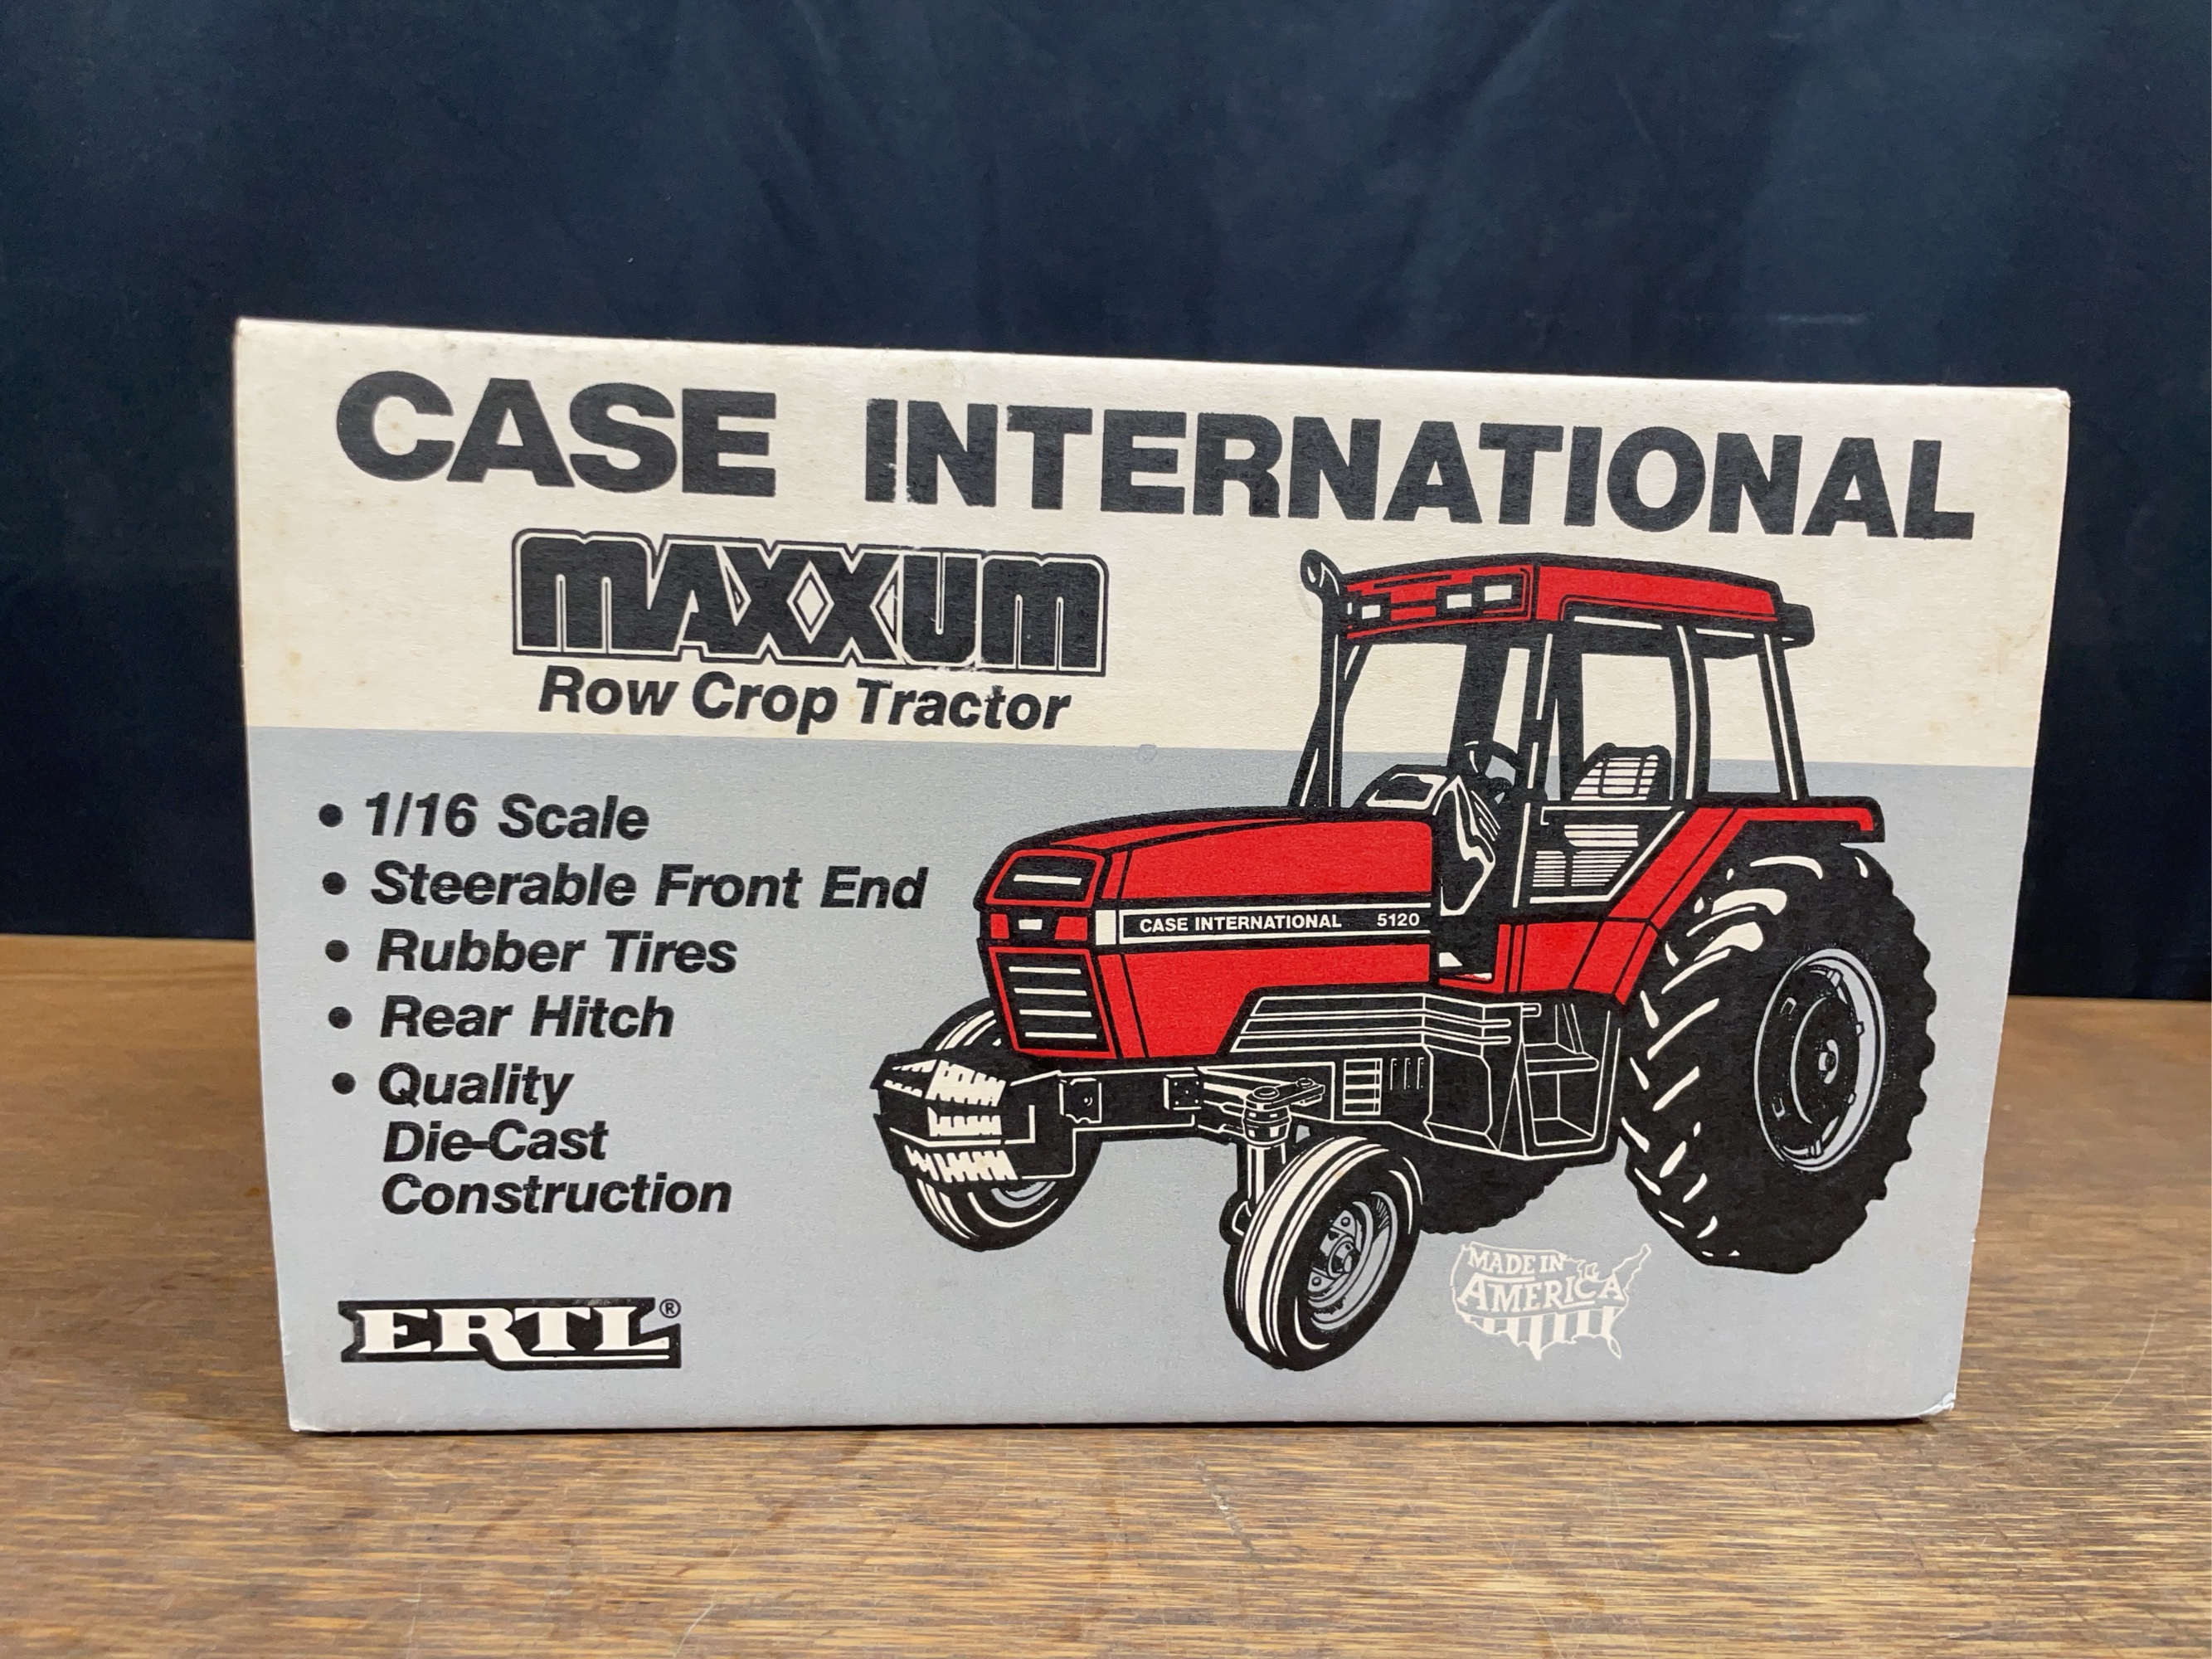 CASE INTERNATIONAL
MAXXUM
Row Crop Tractor
• 1/16 Scale
• Steerable Front End
• Rubber Tires
• Rear Hitch
• Quality
Die-Cast
Construction
CASE INTERNATIONAL 5120
MADE IN
AMERICA
ERTL®